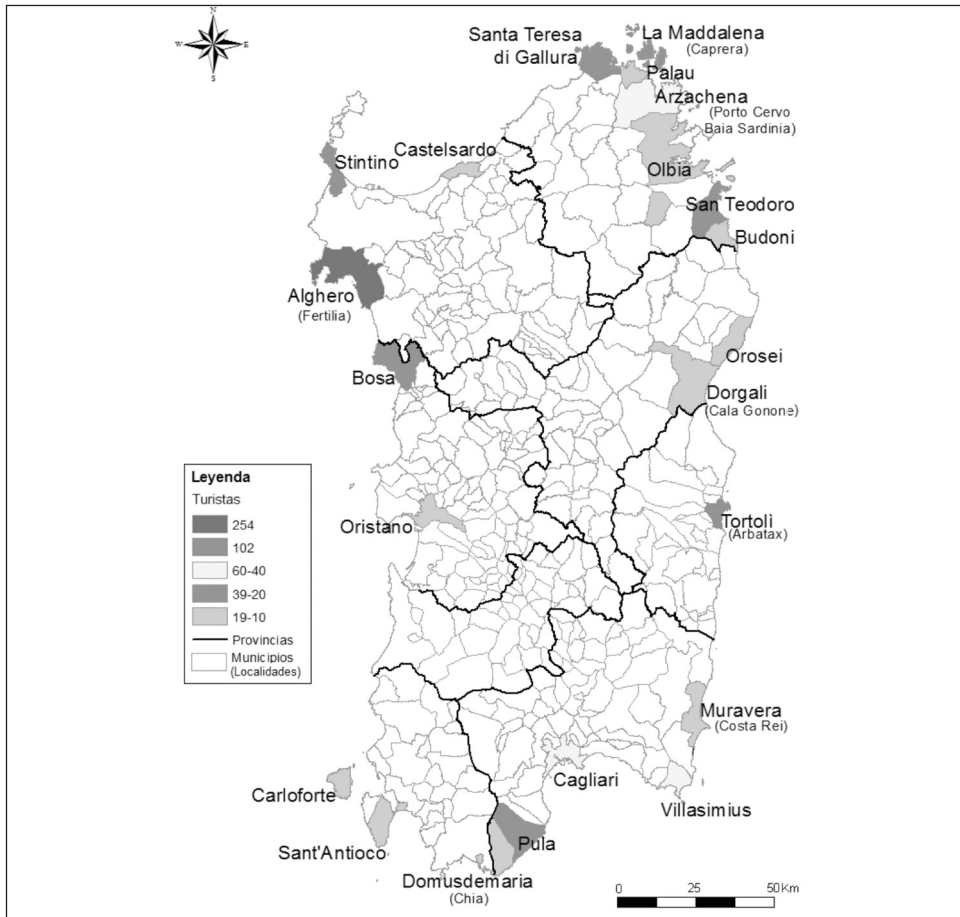 N
W
E
S
Santa Teresa
di Gallura
La Maddalena
(Caprera)
Palau
Arzachena
(Porto Cervo
Baia Sardinia)
Castelsardo
Stintino
Olbia
San Teodoro
Budoni
Alghero
(Fertilia)
Bosa
Orosei
Dorgali
(Cala Gonone)
Leyenda
Turistas
254
102
60-40
39-20
19-10
Provincias
Municipios
(Localidades)
Oristano
Tortolì
(Arbatax)
Muravera
(Costa Rei)
Cagliari
Villasimius
Carloforte
Sant'Antioco
Pula
Domusdemaria
(Chia)
0 25 50 Km